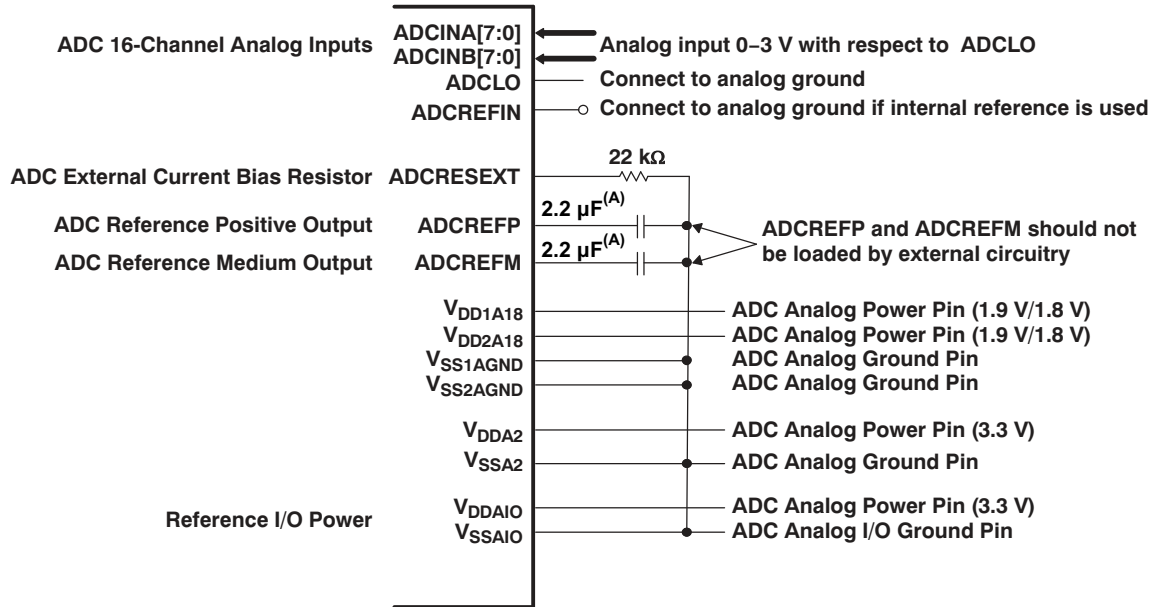 ADC 16-Channel Analog Inputs
ADCINA[7:0]
ADCINB[7:0]
Analog input 0−3 V with respect to ADCLO
ADCLO
Connect to analog ground
ADCREFIN
Connect to analog ground if internal reference is used
22 kΩ
ADC External Current Bias Resistor ADCRESEXT
2.2 µF(A)
ADC Reference Positive Output ADCREFP
ADCREFP and ADCREFM should not
be loaded by external circuitry
2.2 µF(A)
ADC Reference Medium Output ADCREFM
VDD1A18 ADC Analog Power Pin (1.9 V/1.8 V)
VDD2A18 ADC Analog Power Pin (1.9 V/1.8 V)
VSS1AGND ADC Analog Ground Pin
VSS2AGND ADC Analog Ground Pin
VDDA2 ADC Analog Power Pin (3.3 V)
VSSA2 ADC Analog Ground Pin
Reference I/O Power
VDDAIO ADC Analog Power Pin (3.3 V)
VSSAIO ADC Analog I/O Ground Pin